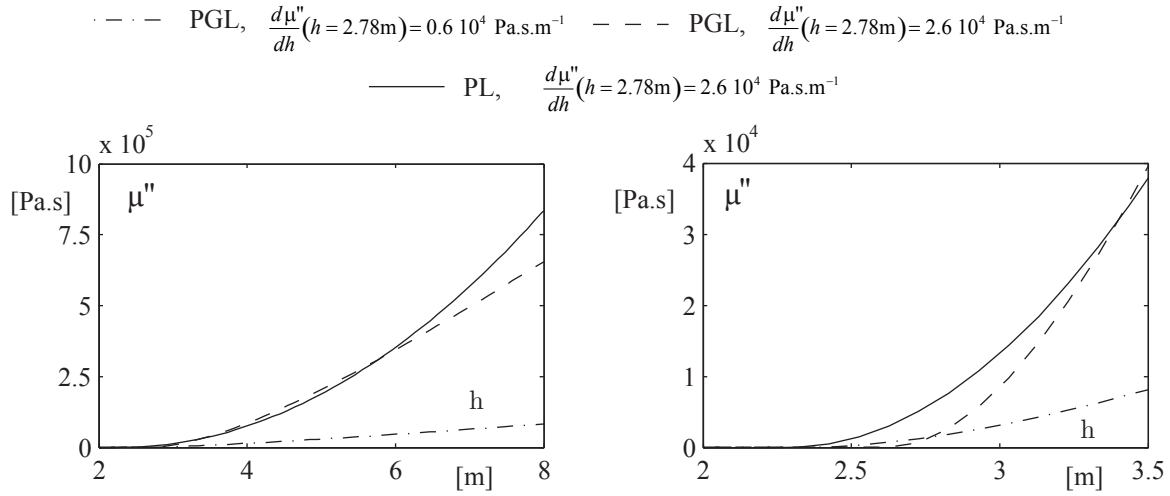 PGL, dμ"/dh (h = 2.78m) = 0.6 10⁴ Pa.s.m⁻¹ PGL, dμ"/dh (h = 2.78m) = 2.6 10⁴ Pa.s.m⁻¹
PL, dμ"/dh (h = 2.78m) = 2.6 10⁴ Pa.s.m⁻¹
x 10⁵
10
[Pa.s]
μ"
7.5
5
2.5
h
0
2 4 6 [m] 8
x 10⁴
4
[Pa.s]
μ"
3
2
1
h
0
2 2.5 3 [m] 3.5